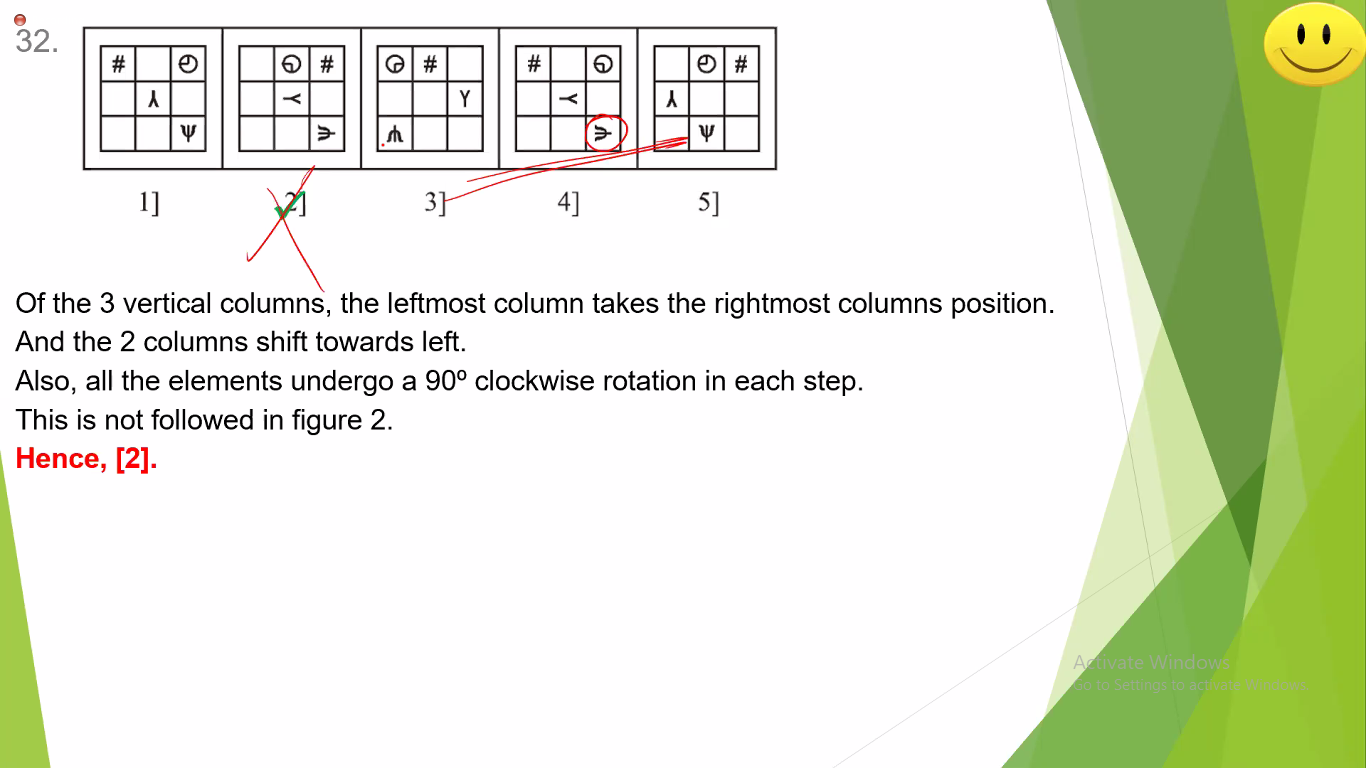 32.
# # # # #
1] 2] 3] 4] 5]
Of the 3 vertical columns, the leftmost column takes the rightmost columns position.
And the 2 columns shift towards left.
Also, all the elements undergo a 90º clockwise rotation in each step.
This is not followed in figure 2.
Hence, [2].
Activate Windows
Go to Settings to activate Windows.